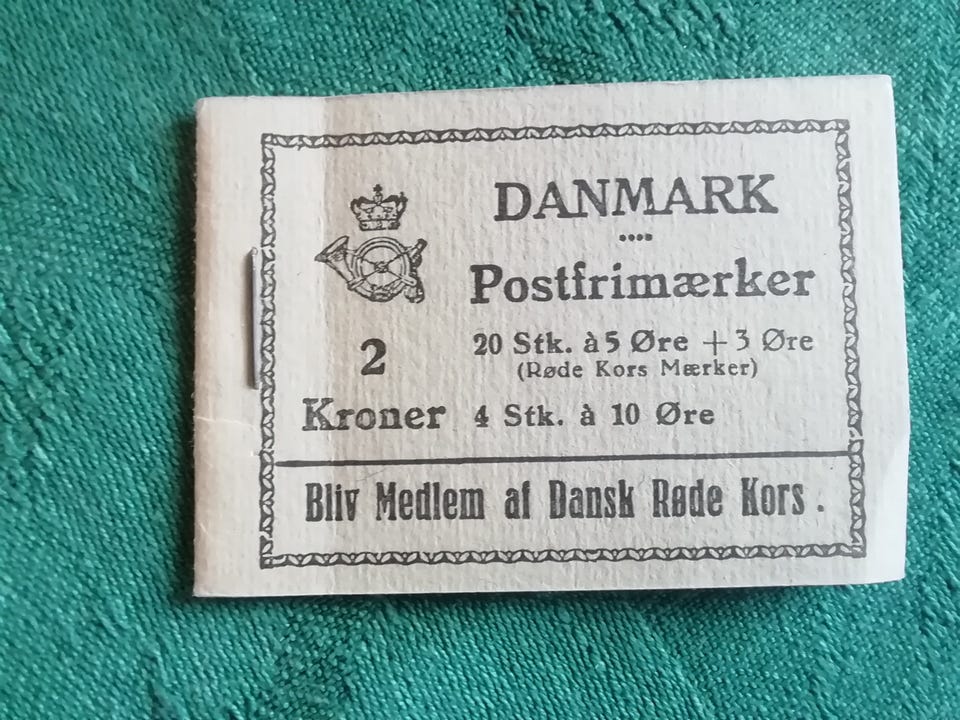 DANMARK
....
Postfrimærker
20 Stk. à 5 Øre + 3 Øre
(Røde Kors Mærker)
2
Kroner
4 Stk. à 10 Øre
Bliv Medlem af Dansk Røde Kors.